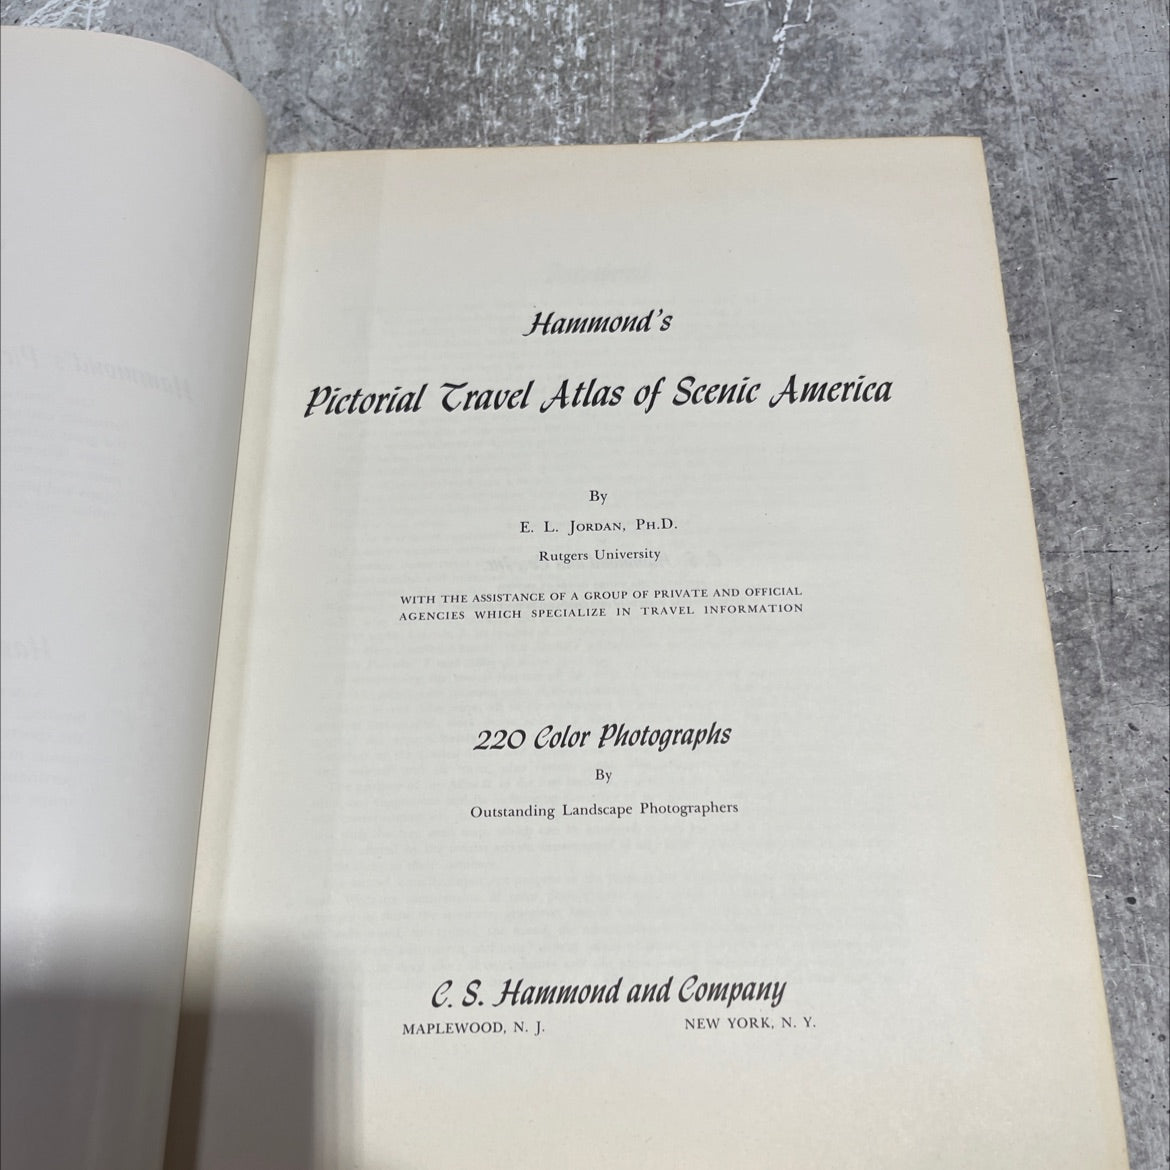 Hammond's
Pictorial Travel Atlas of Scenic America
By
E. L. JORDAN, PH.D.
Rutgers University
WITH THE ASSISTANCE OF A GROUP OF PRIVATE AND OFFICIAL
AGENCIES WHICH SPECIALIZE IN TRAVEL INFORMATION
220 Color Photographs
By
Outstanding Landscape Photographers
C. S. Hammond and Company
MAPLEWOOD, N. J. NEW YORK, N. Y.